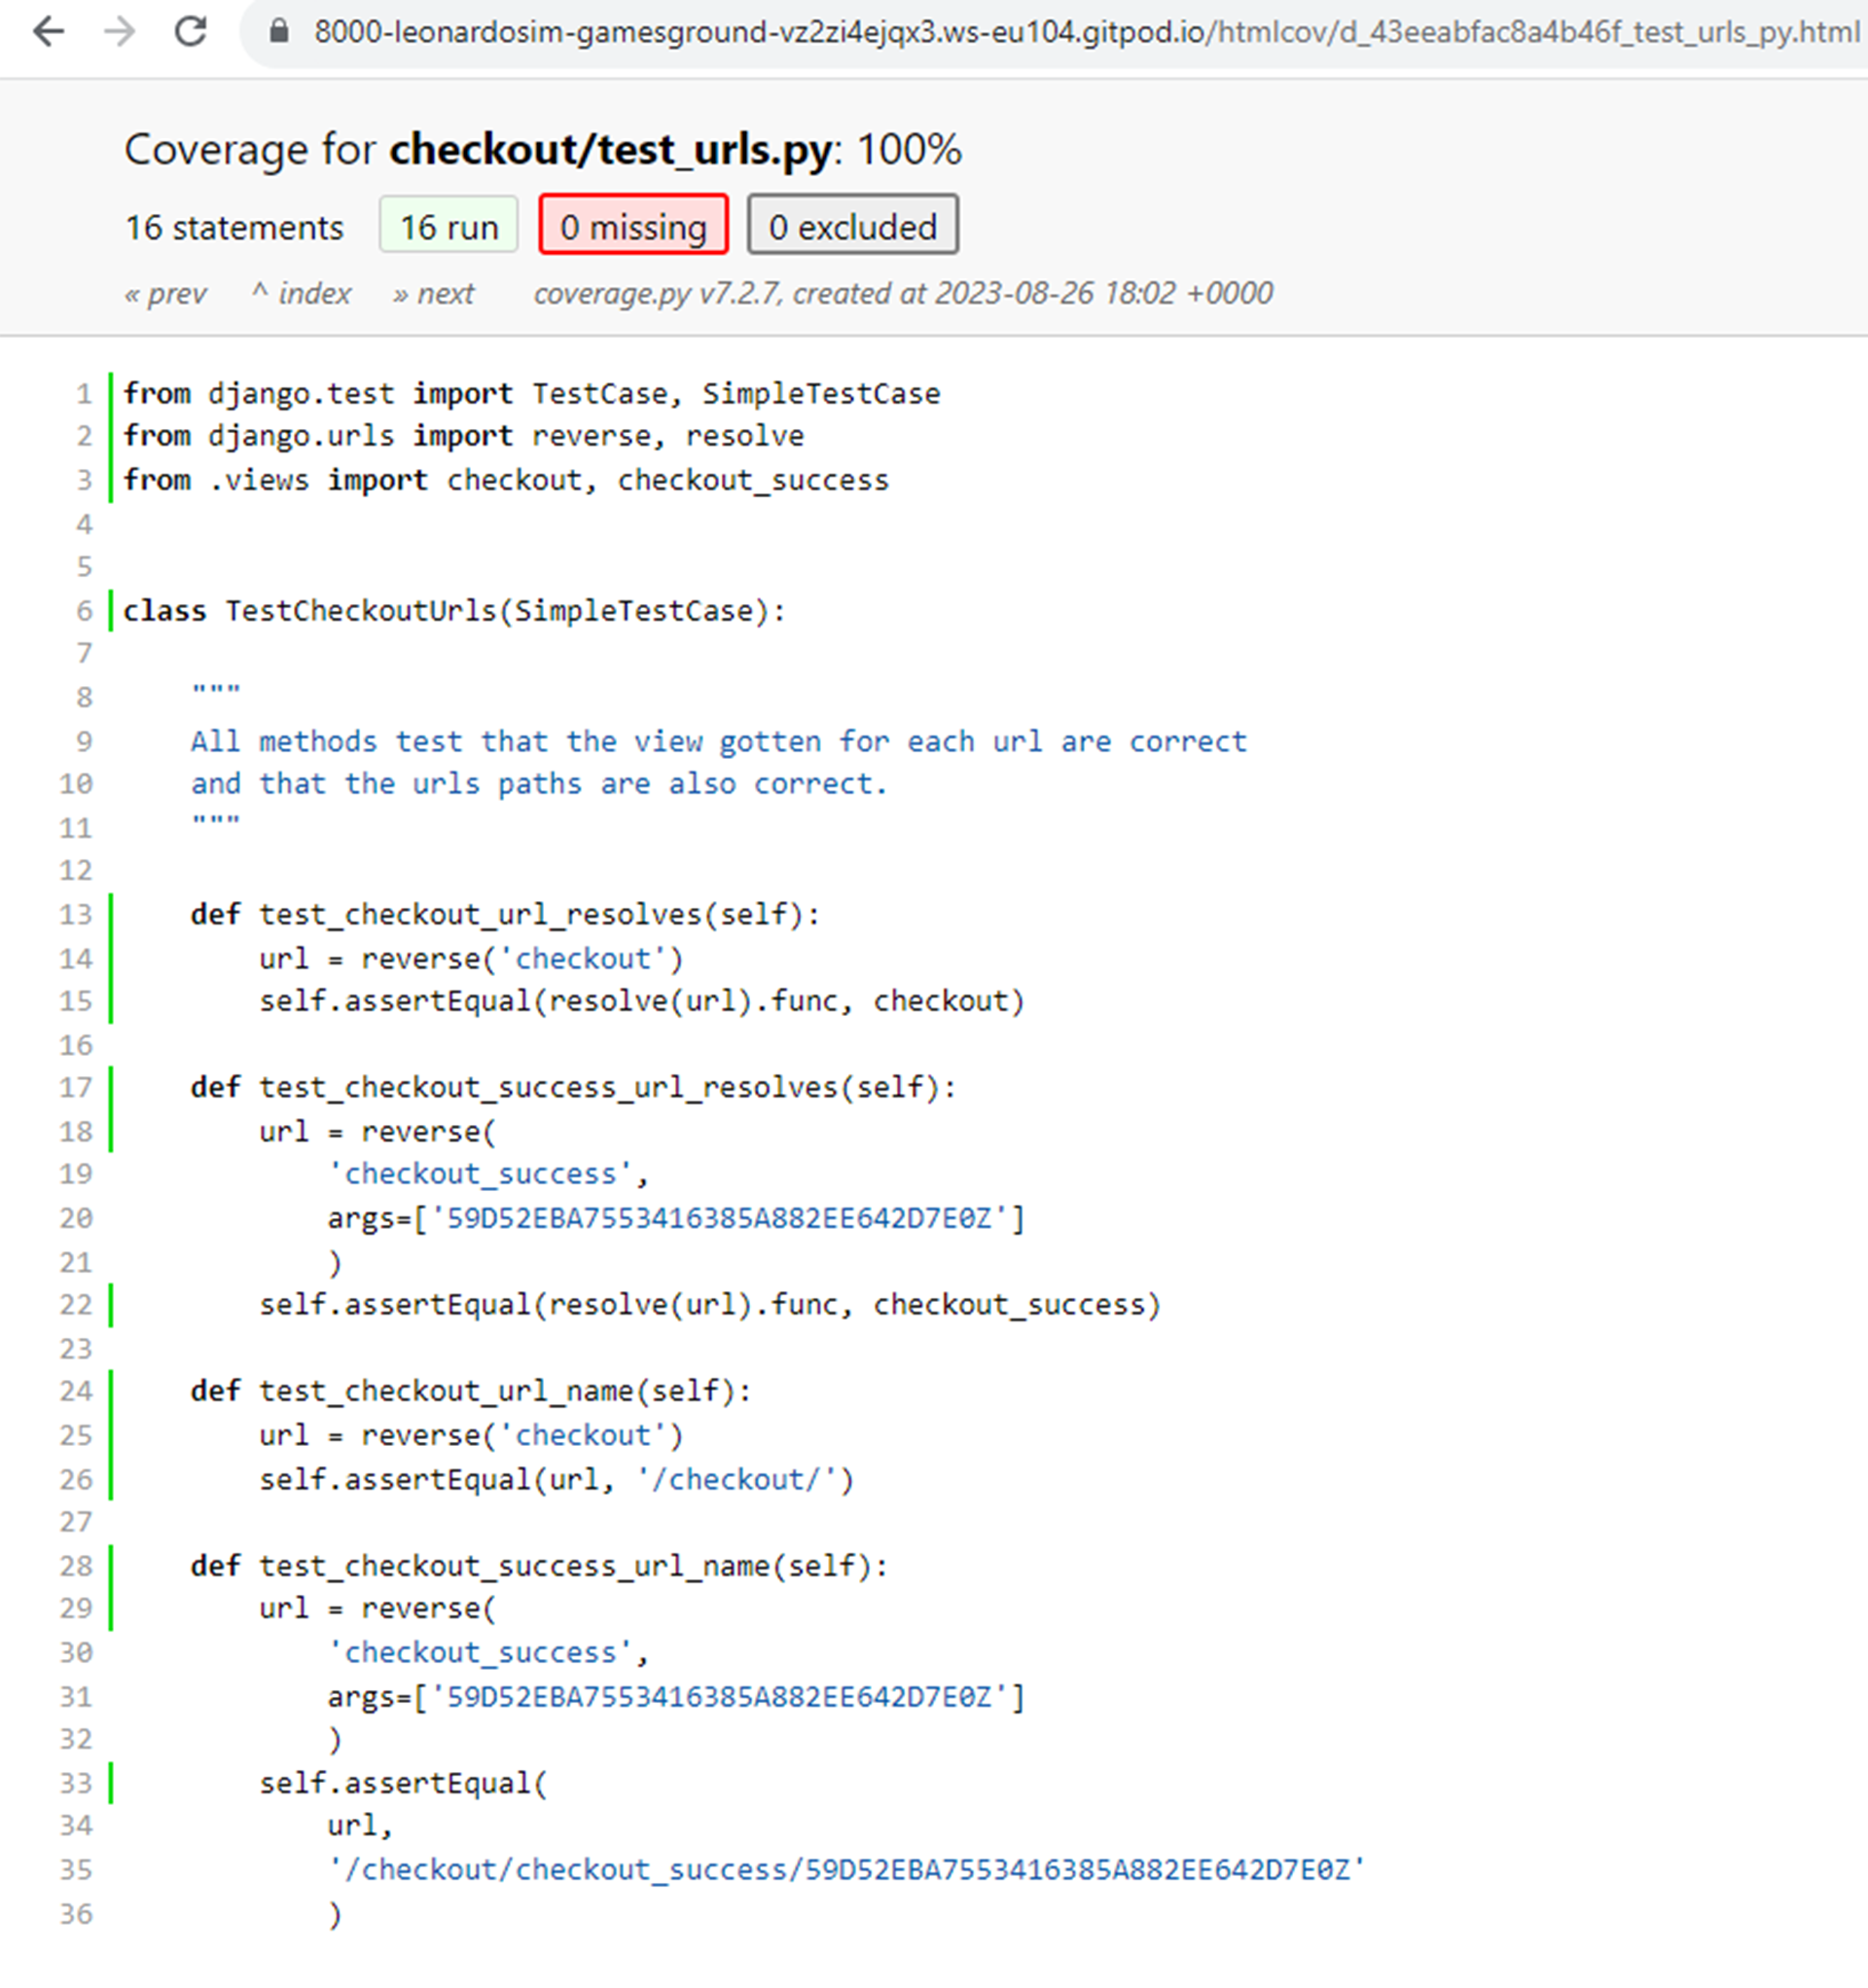 8000-leonardosim-gamesground-vz2zi4ejqx3.ws-eu104.gitpod.io/htmlcov/d_43eeabfac8a4b46f_test_urls_py.html
Coverage for checkout/test_urls.py: 100%
16 statements 16 run 0 missing 0 excluded
« prev ^ index » next coverage.py v7.2.7, created at 2023-08-26 18:02 +0000
1 from django.test import TestCase, SimpleTestCase
2 from django.urls import reverse, resolve
3 from .views import checkout, checkout_success
4
5
6 class TestCheckoutUrls(SimpleTestCase):
7
8     """
9     All methods test that the view gotten for each url are correct
10     and that the urls paths are also correct.
11     """
12
13     def test_checkout_url_resolves(self):
14         url = reverse('checkout')
15         self.assertEqual(resolve(url).func, checkout)
16
17     def test_checkout_success_url_resolves(self):
18         url = reverse(
19             'checkout_success',
20             args=['59D52EBA7553416385A882EE642D7E0Z']
21             )
22         self.assertEqual(resolve(url).func, checkout_success)
23
24     def test_checkout_url_name(self):
25         url = reverse('checkout')
26         self.assertEqual(url, '/checkout/')
27
28     def test_checkout_success_url_name(self):
29         url = reverse(
30             'checkout_success',
31             args=['59D52EBA7553416385A882EE642D7E0Z']
32             )
33         self.assertEqual(
34             url,
35             '/checkout/checkout_success/59D52EBA7553416385A882EE642D7E0Z'
36             )